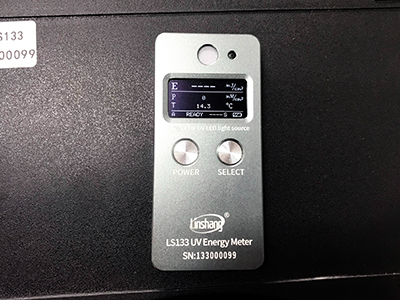 S133
00099
E ---- mJ/cm²
P 0 mW/cm²
T 14.3 °C
A READY ----S
UV LED light source
POWER SELECT
Linshang®
LS133 UV Energy Meter
SN:133000099